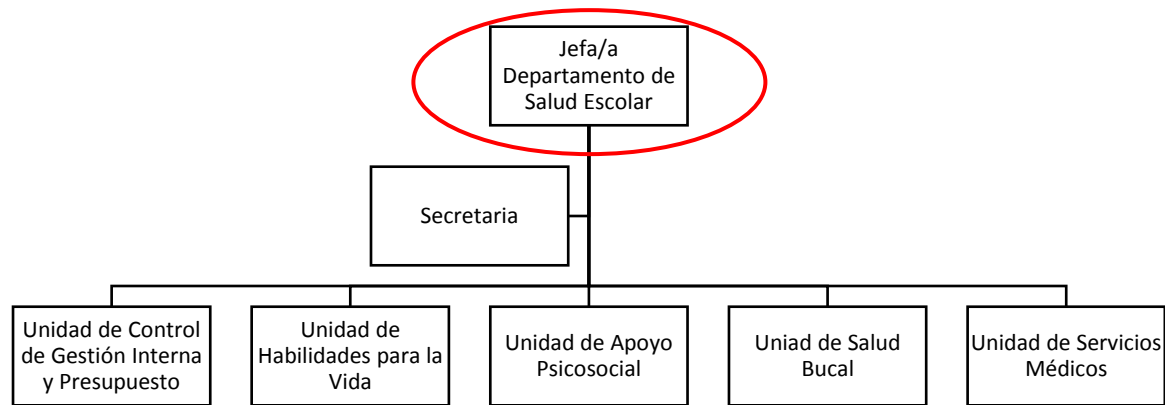 Jefa/a
Departamento de
Salud Escolar
Secretaria
Unidad de Control
de Gestión Interna
y Presupuesto
Unidad de
Habilidades para la
Vida
Unidad de Apoyo
Psicosocial
Uniad de Salud
Bucal
Unidad de Servicios
Médicos